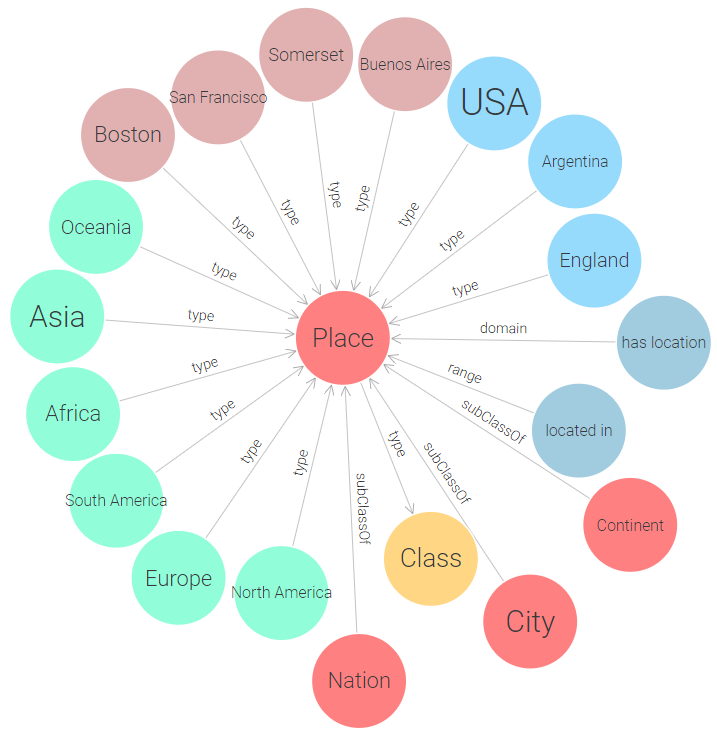 Somerset
Buenos Aires
San Francisco
USA
Boston
Argentina
type
type
type
type
type
type
type
Oceania
England
type
type
Asia
type
domain
has location
Place
type
range
Africa
type
subClassOf
located in
type
type
type
subClassOf
subClassOf
South America
Continent
Class
Europe
North America
City
Nation